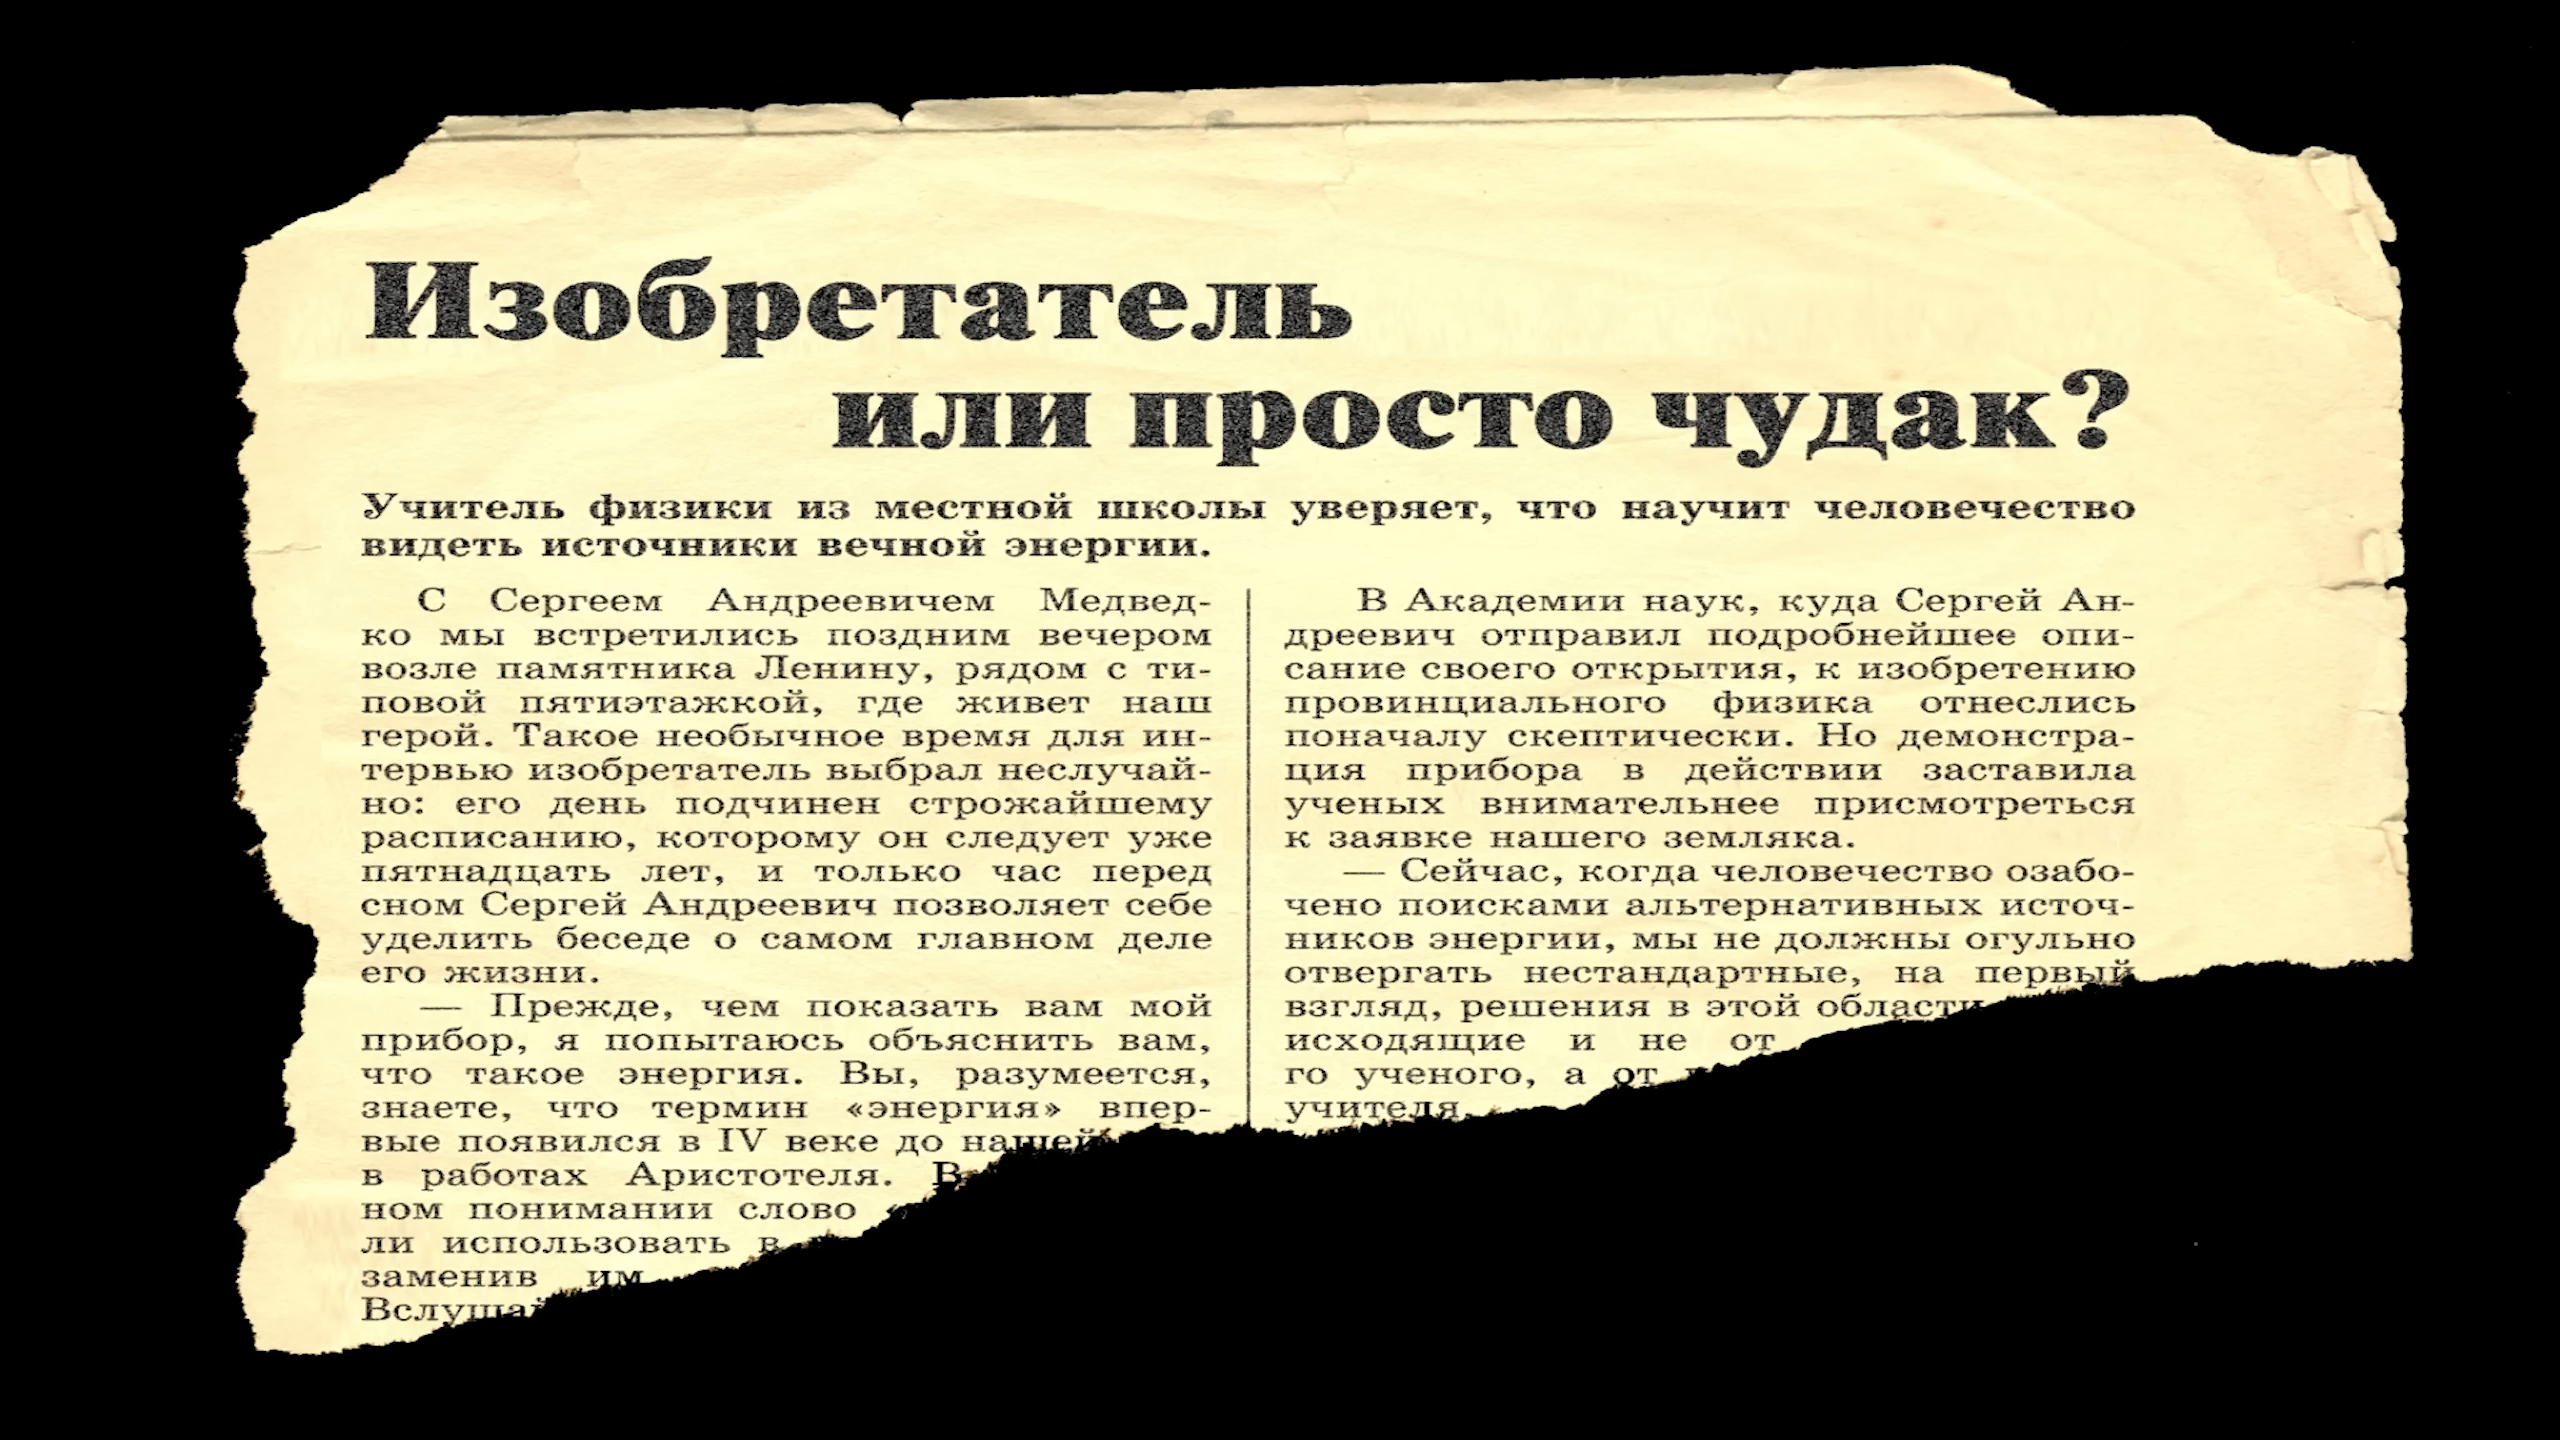 Изобретатель
или просто чудак?
Учитель физики из местной школы уверяет, что научит человечество
видеть источники вечной энергии.
С Сергеем Андреевичем Медвед-
ко мы встретились поздним вечером
возле памятника Ленину, рядом с ти-
повой пятиэтажкой, где живет наш
герой. Такое необычное время для ин-
тервью изобретатель выбрал неслучай-
но: его день подчинен строжайшему
расписанию, которому он следует уже
пятнадцать лет, и только час перед
сном Сергей Андреевич позволяет себе
уделить беседе о самом главном деле
его жизни.
— Прежде, чем показать вам мой
прибор, я попытаюсь объяснить вам,
что такое энергия. Вы, разумеется,
знаете, что термин «энергия» впер-
вые появился в IV веке до нашей
в работах Аристотеля. В
ном понимании слово
ли использовать в
заменив им
В Академии наук, куда Сергей Ан-
дреевич отправил подробнейшее опи-
сание своего открытия, к изобретению
провинциального физика отнеслись
поначалу скептически. Но демонстра-
ция прибора в действии заставила
ученых внимательнее присмотреться
к заявке нашего земляка.
— Сейчас, когда человечество озабо-
чено поисками альтернативных источ-
ников энергии, мы не должны огульно
отвергать нестандартные, на первый
взгляд, решения в этой области
исходящие и не от
го ученого, а от
учителя